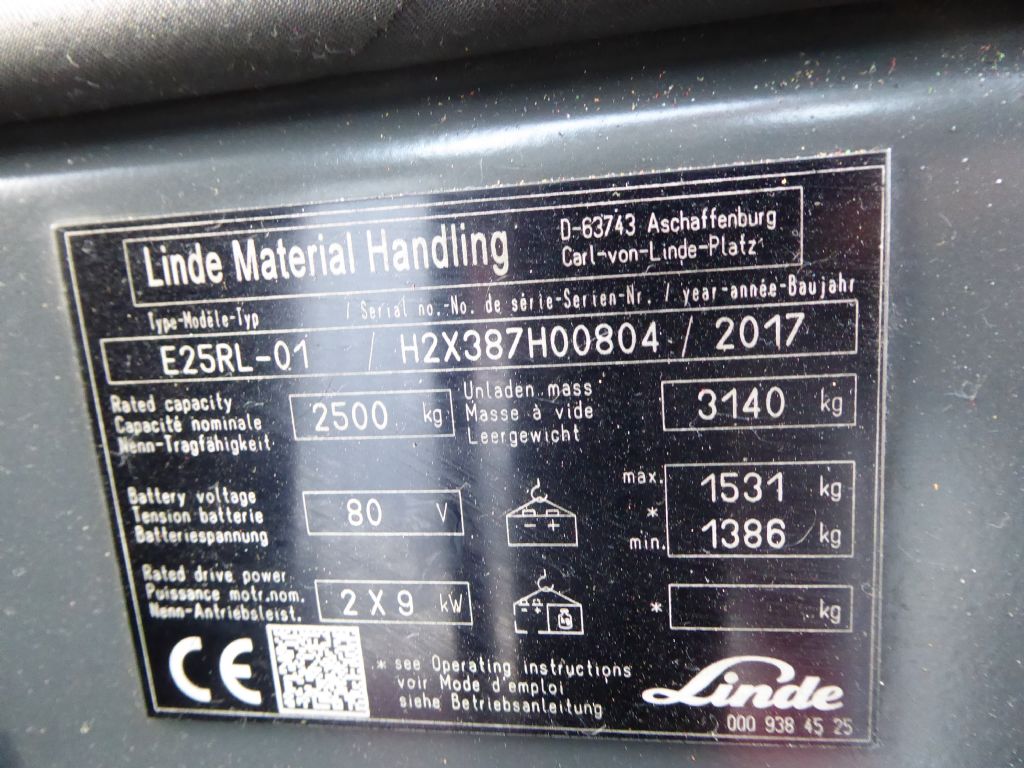 Linde Material Handling
D-63743 Aschaffenburg
Carl-von-Linde-Platz
Type-Modèle-Typ / Serial no.-No. de série-Serien-Nr. / year-année-Baujahr
E25RL-01 / H2X387H00804 / 2017
Rated capacity
Capacité nominale
Nenn-Tragfähigkeit
2500 kg
Unladen mass
Masse à vide
Leergewicht
3140 kg
Battery voltage
Tension batterie
Batteriespannung
80 V
- +
max. 1531 kg
*
min. 1386 kg
Rated drive power
Puissance motr.nom.
Nenn-Antriebsleist.
2 X 9 kW
- + kg
* kg
CE
* see Operating instructions
voir Mode d'emploi
siehe Betriebsanleitung
Linde
000 938 45 25